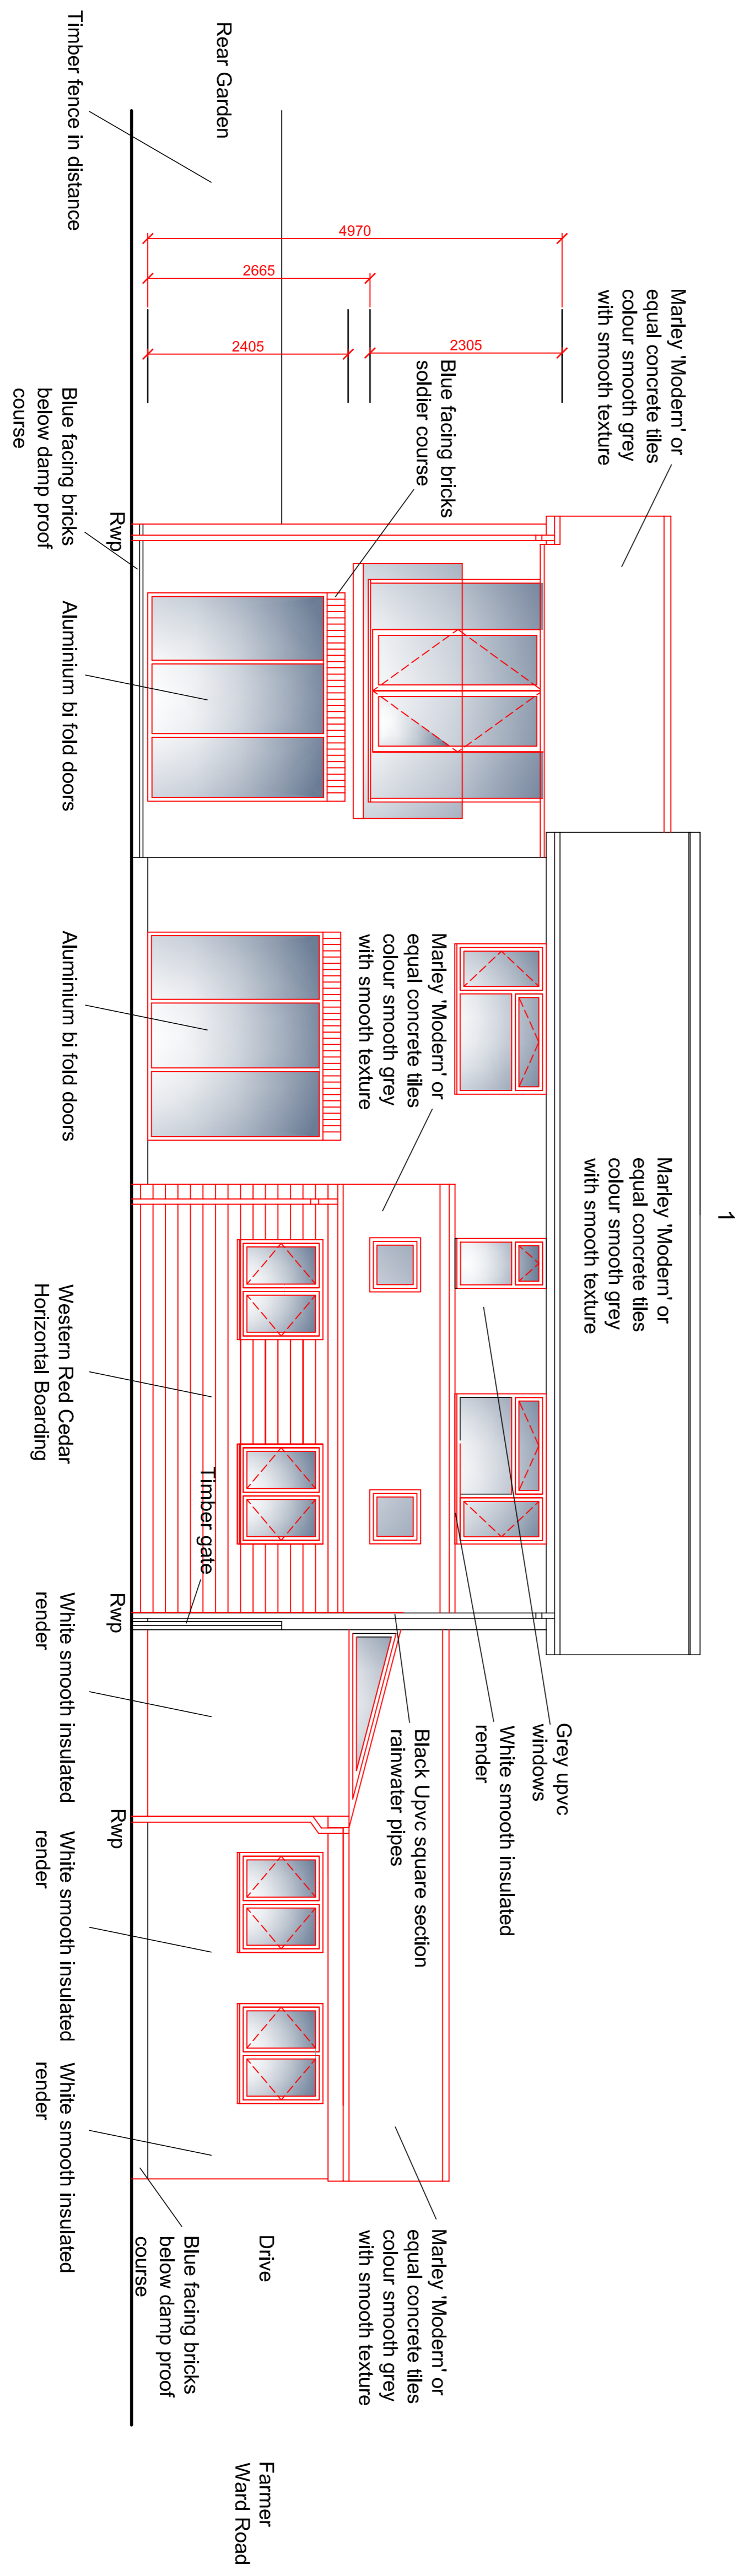 1
Marley 'Modern' or
equal concrete tiles
colour smooth grey
with smooth texture
Marley 'Modern' or
equal concrete tiles
colour smooth grey
with smooth texture
Rear Garden
4970
2665
2405
2305
Blue facing bricks
soldier course
Marley 'Modern' or
equal concrete tiles
colour smooth grey
with smooth texture
Grey upvc
windows
White smooth insulated
render
Black Upvc square section
rainwater pipes
Marley 'Modern' or
equal concrete tiles
colour smooth grey
with smooth texture
Drive
Farmer
Ward Road
Timber gate
Blue facing bricks
below damp proof
course
Rwp
Rwp
Rwp
Timber fence in distance
Blue facing bricks
below damp proof
course
Aluminium bi fold doors
Aluminium bi fold doors
Western Red Cedar
Horizontal Boarding
White smooth insulated
render
White smooth insulated
render
White smooth insulated
render